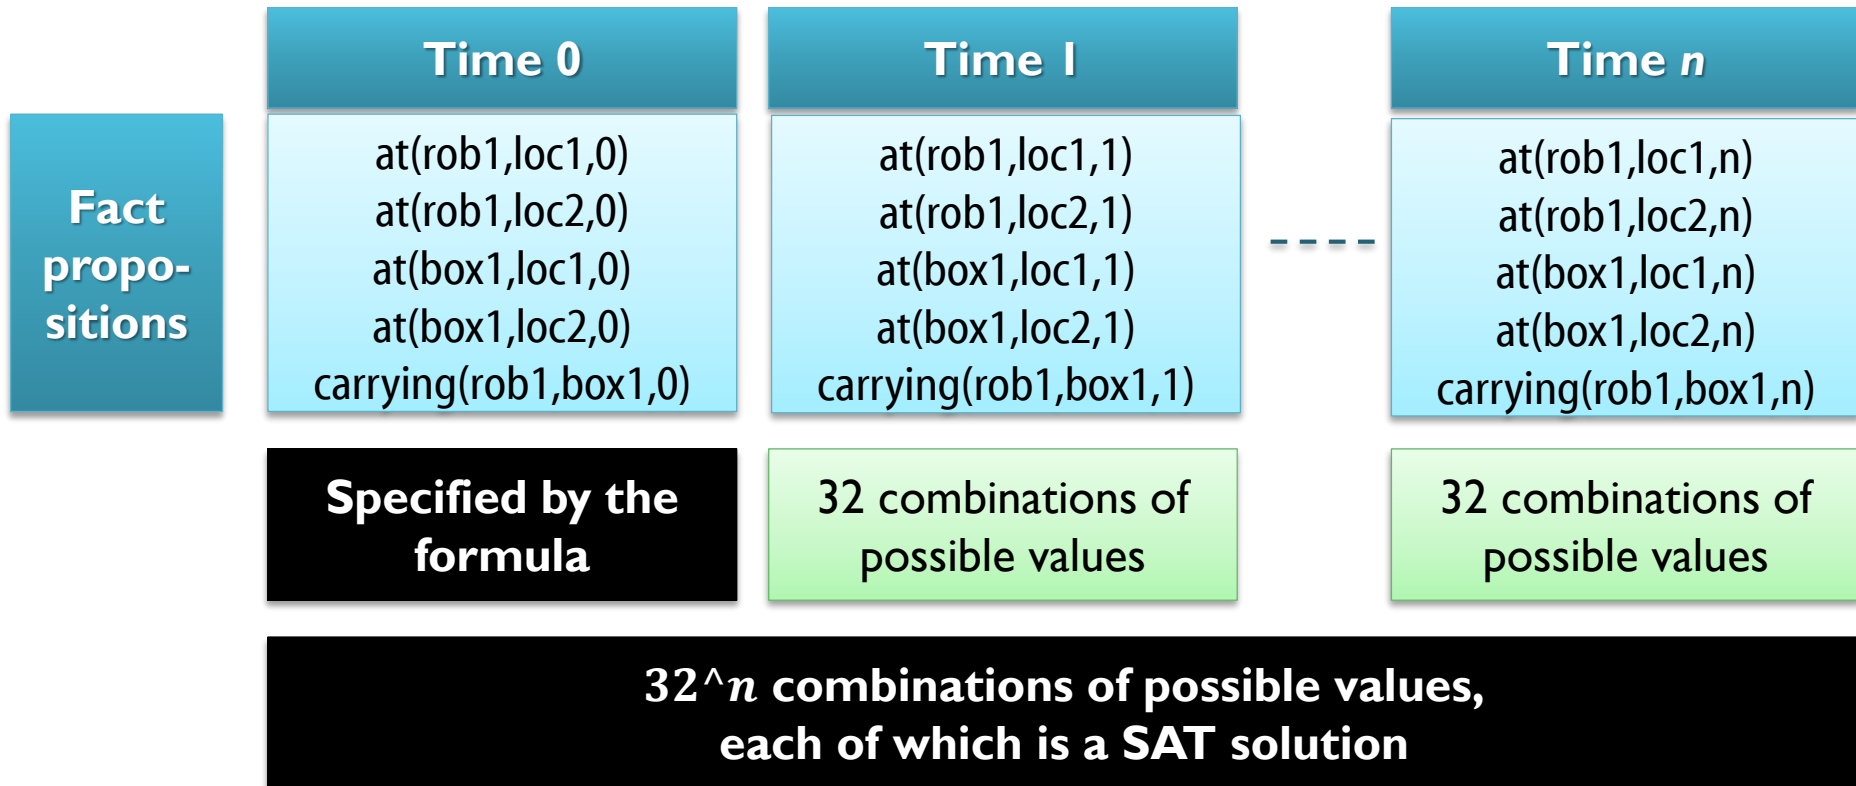 Time 0
Time 1
Time n
Fact
propo-
sitions
at(rob1,loc1,0)
at(rob1,loc2,0)
at(box1,loc1,0)
at(box1,loc2,0)
carrying(rob1,box1,0)
at(rob1,loc1,1)
at(rob1,loc2,1)
at(box1,loc1,1)
at(box1,loc2,1)
carrying(rob1,box1,1)
at(rob1,loc1,n)
at(rob1,loc2,n)
at(box1,loc1,n)
at(box1,loc2,n)
carrying(rob1,box1,n)
Specified by the
formula
32 combinations of
possible values
32 combinations of
possible values
32^n combinations of possible values,
each of which is a SAT solution